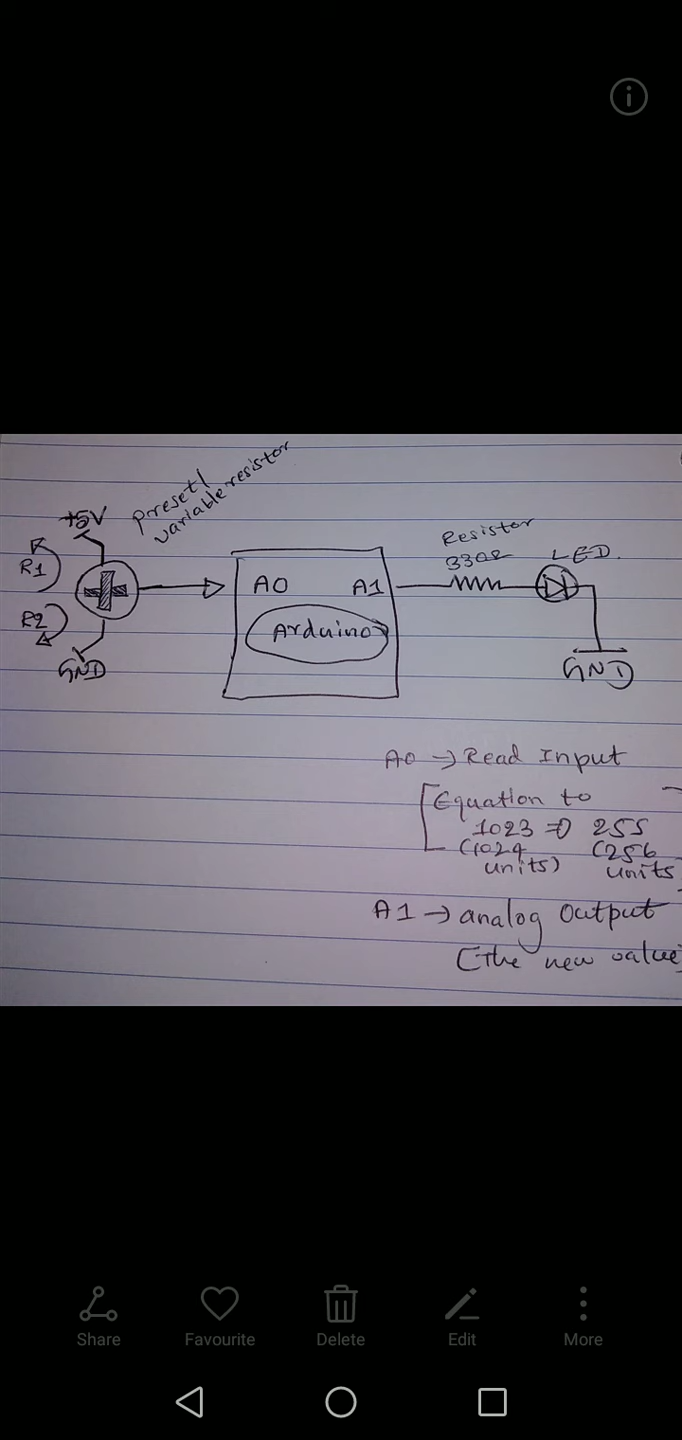 preset/
variable resistor
+5V
R1
R2
GND
A0 A1
Arduino
Resistor
330Ω
LED.
GND
A0 → Read Input
[Equation to
1023 ⇒ 255
(1024 (256
units) units)
A1 → analog Output
(The new value
Share Favourite Delete Edit More